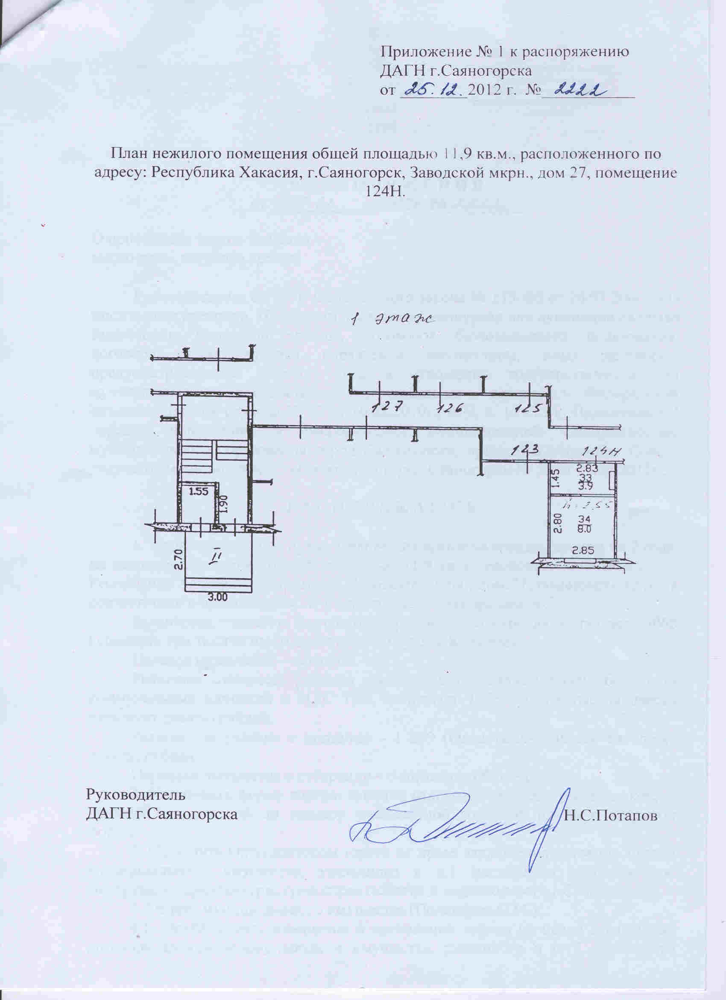 Приложение № 1 к распоряжению
ДАГН г.Саяногорска
от 25.12.2012 г. № 2222
План нежилого помещения общей площадью 11,9 кв.м., расположенного по
адресу: Республика Хакасия, г.Саяногорск, Заводской мкрн., дом 27, помещение
124Н.
1 этаж
127 126 125
123 124Н
1.45 2.83
33
3.9
1.55
1.90
h = 2,55
2.80
34
8.0
2.85
2.70
II
3.00
Руководитель
ДАГН г.Саяногорска Н.С.Потапов